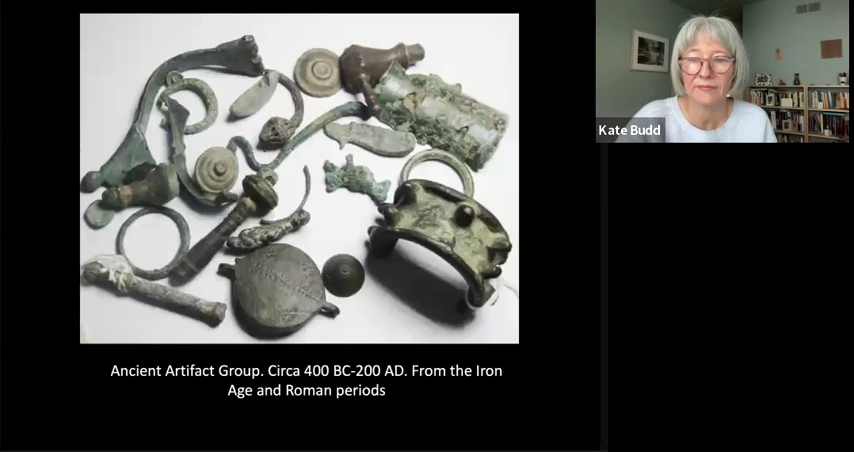 Kate Budd
Ancient Artifact Group. Circa 400 BC-200 AD. From the Iron
Age and Roman periods